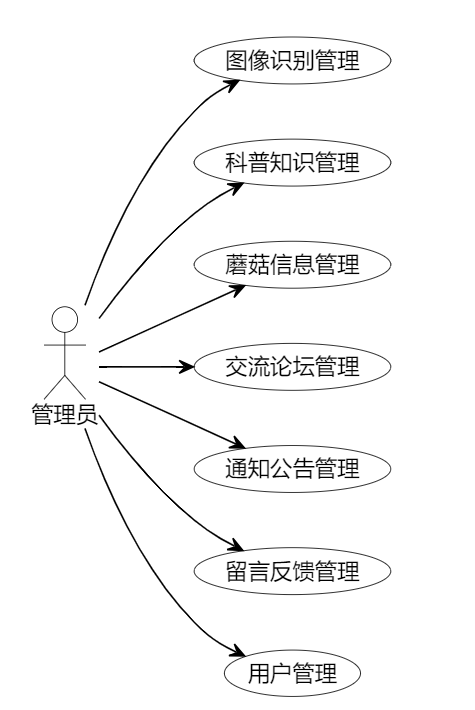 图像识别管理
科普知识管理
蘑菇信息管理
交流论坛管理
管理员
通知公告管理
留言反馈管理
用户管理